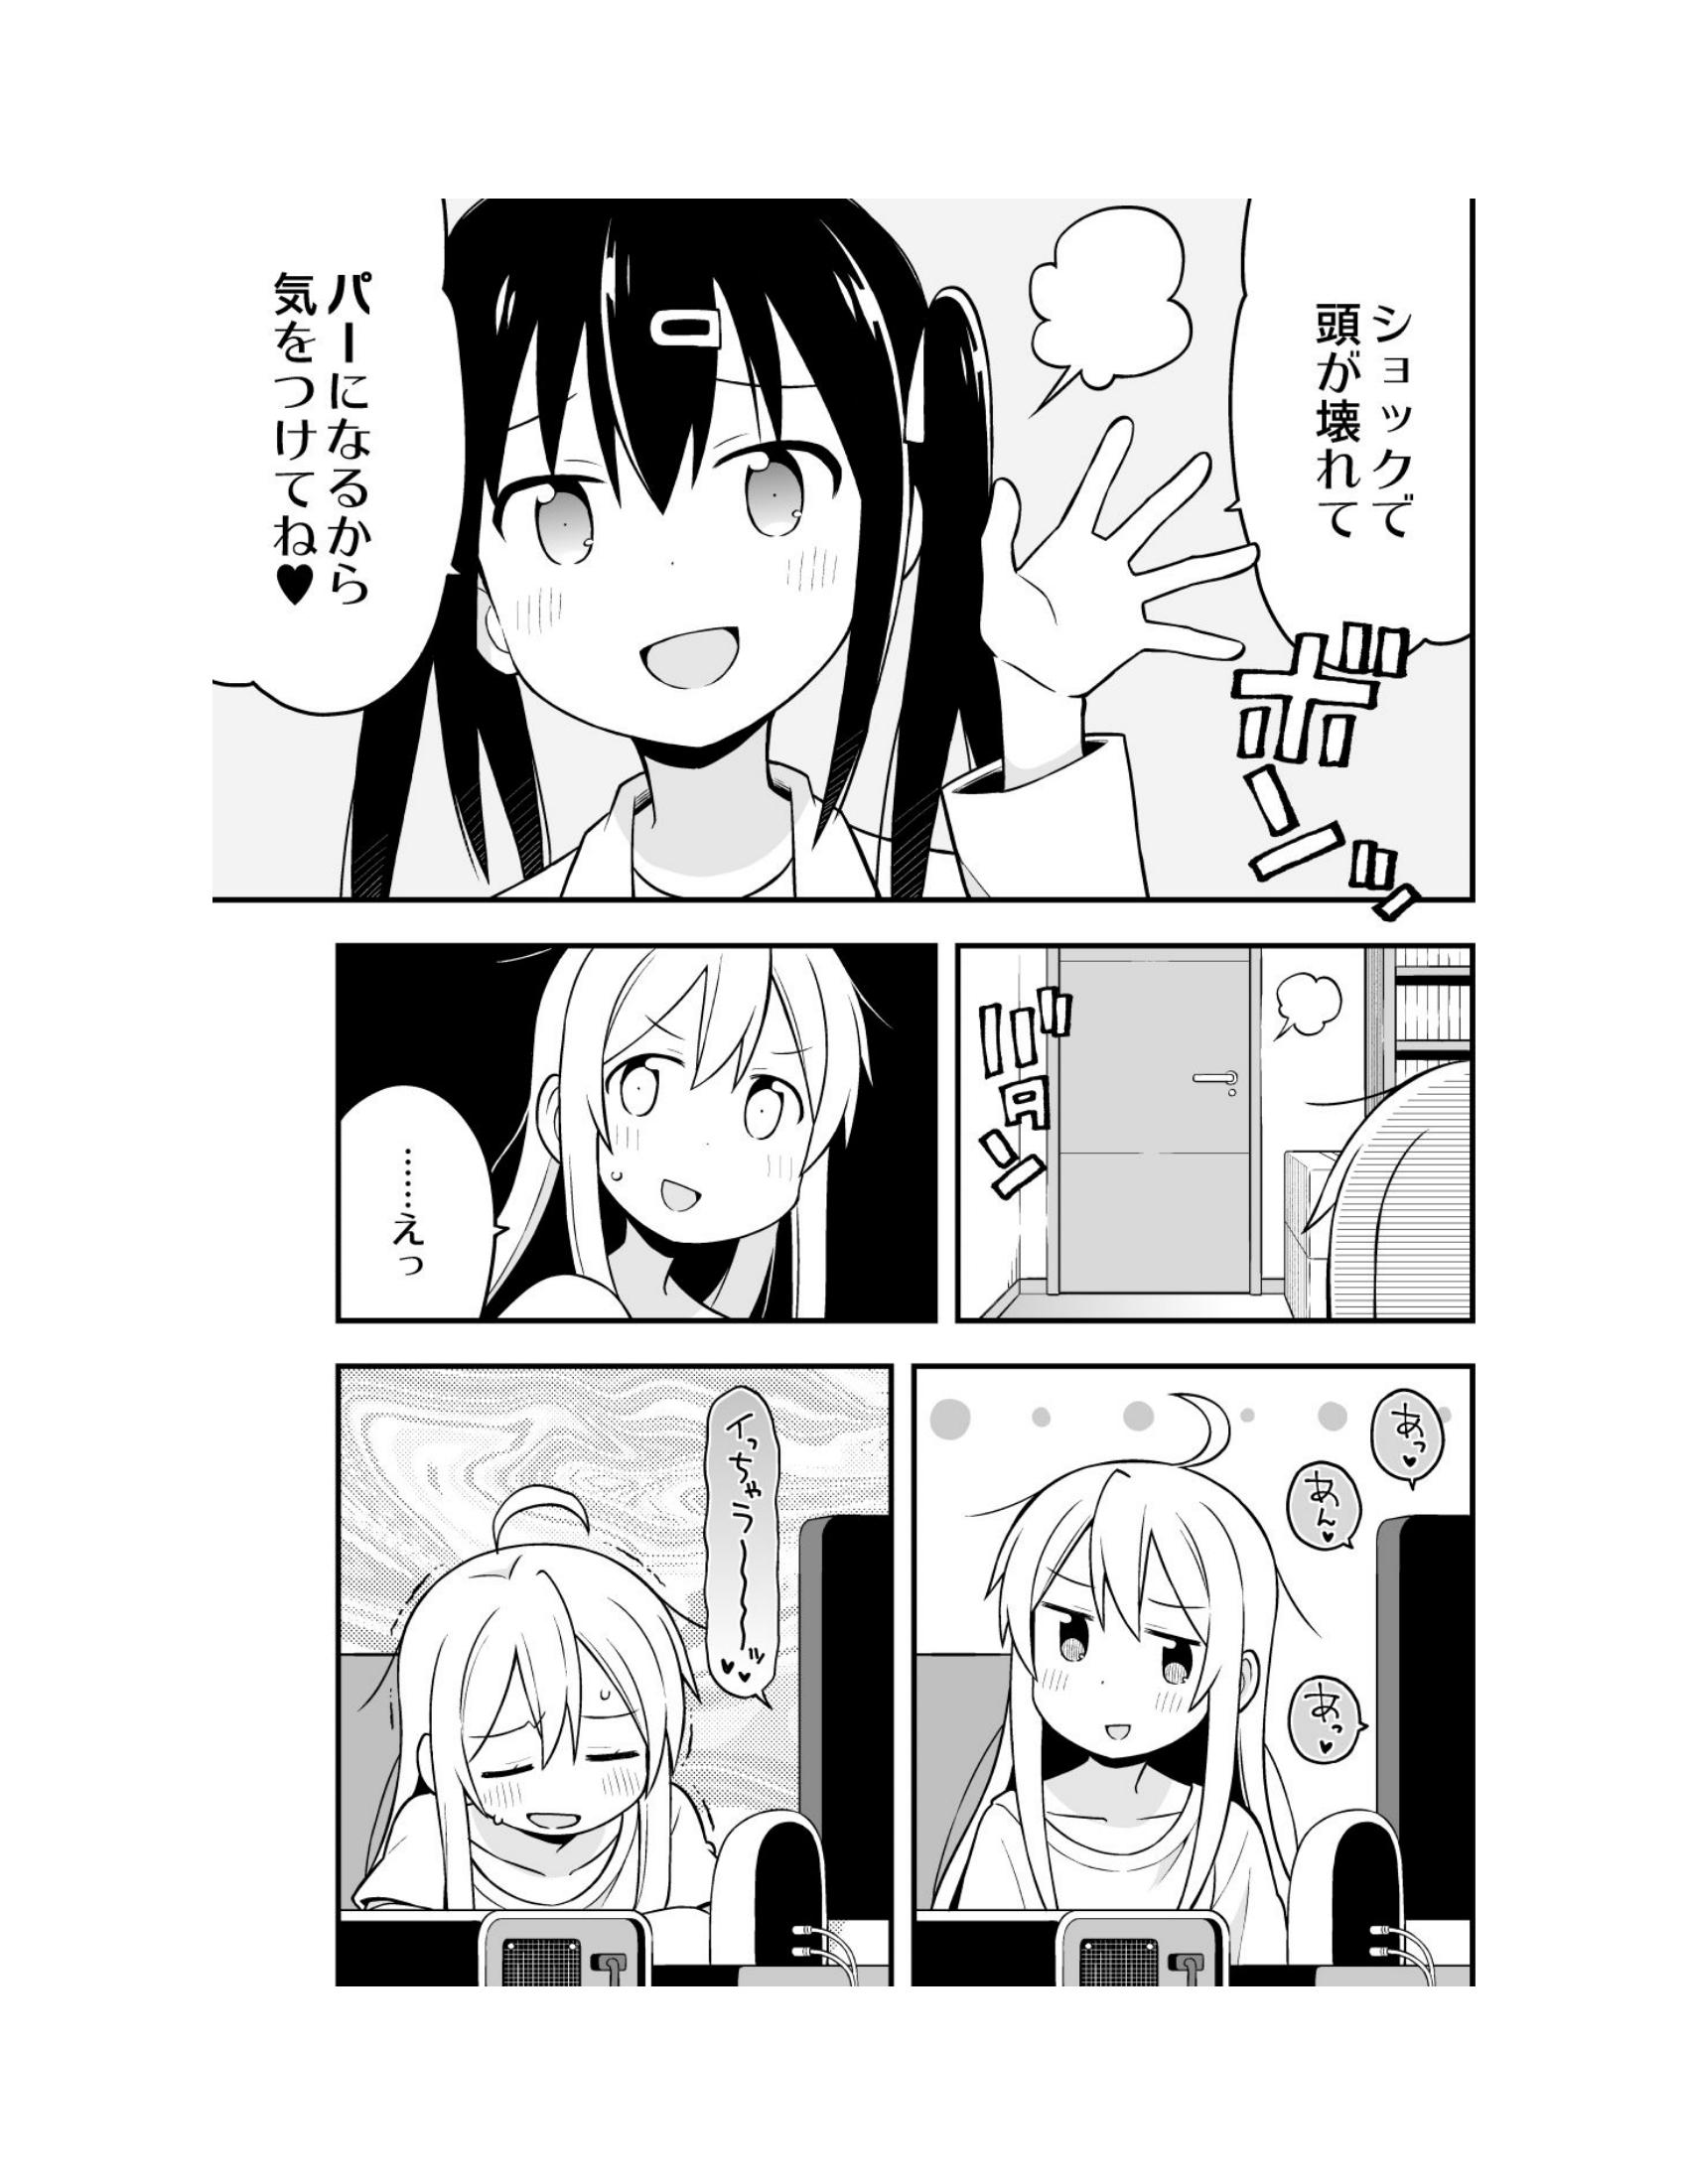 ショックで
頭が壊れて
ボンッ
パーになるから
気をつけてね♥
バタン
……えっ
あっ♥
あん♥
あっ♥
イっちゃう〜〜〜ッ♥♥